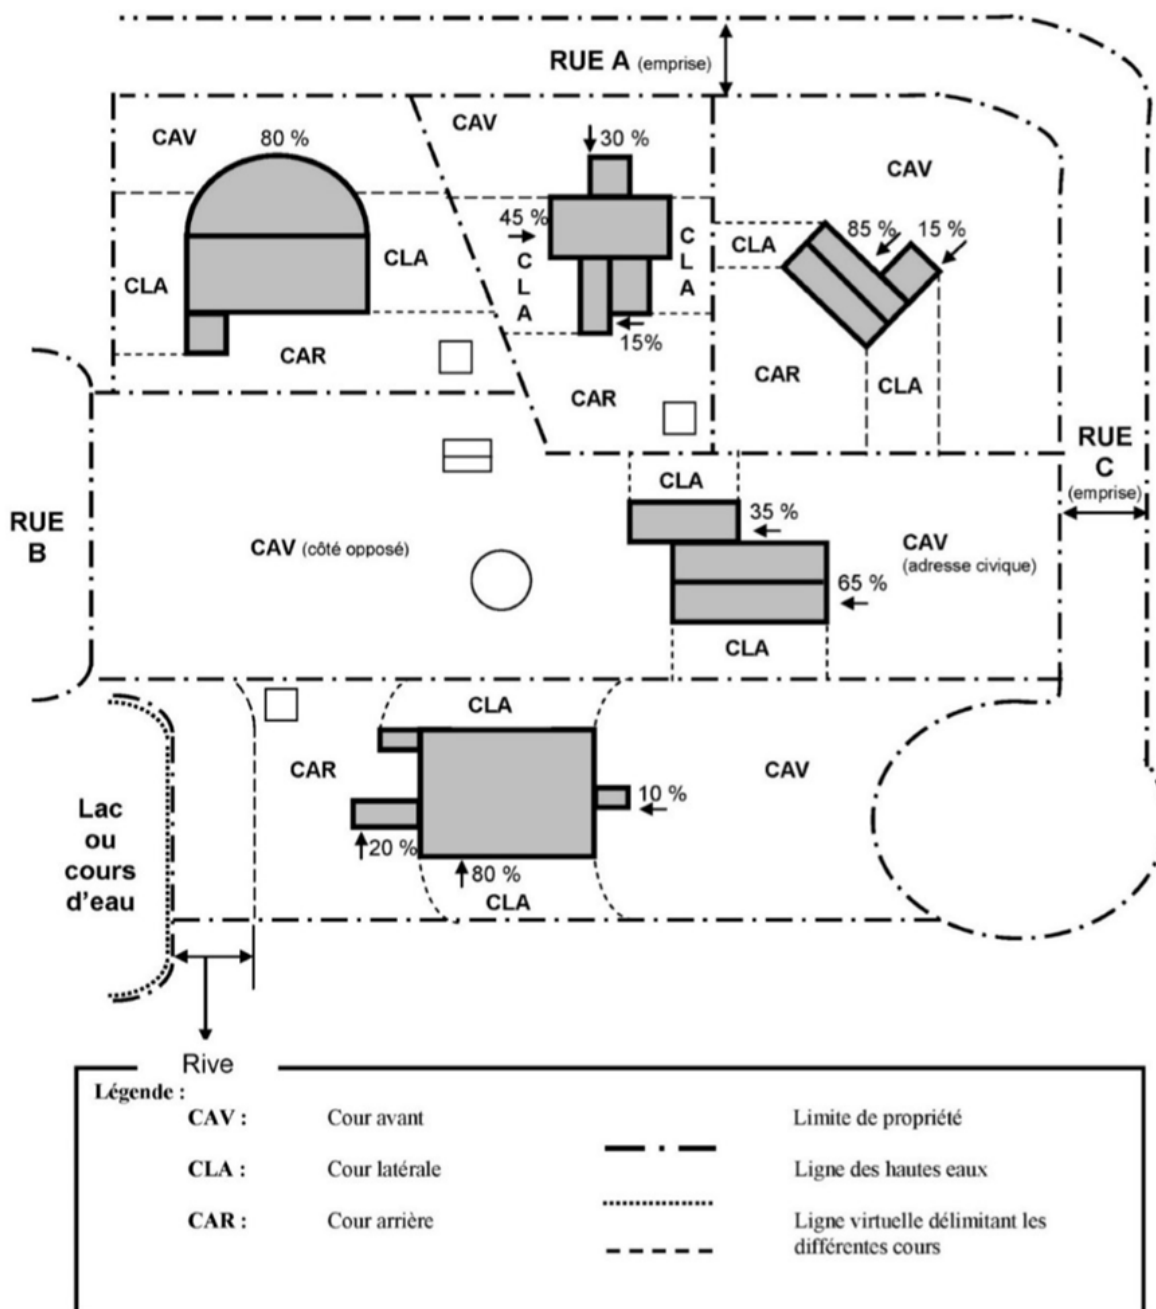 RUE A (emprise)
CAV
80 %
CAV
30 %
CAV
45 %
85 %
15 %
CLA
CLA
CLA
CLA
CLA
15%
CAR
CAR
CAR
CLA
RUE
C
(emprise)
CLA
35 %
RUE
B
CAV (côté opposé)
CAV
(adresse civique)
65 %
CLA
CLA
CAR
CAV
10 %
Lac
ou
cours
d'eau
20 %
80 %
CLA
Rive
Légende :
CAV : Cour avant
Limite de propriété
CLA : Cour latérale
Ligne des hautes eaux
CAR : Cour arrière
Ligne virtuelle délimitant les
différentes cours